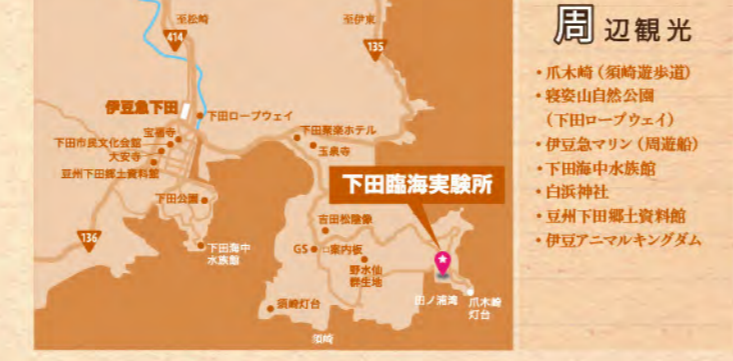 至松崎
至伊東
414
135
伊豆急下田
下田ロープウェイ
宝福寺
下田市民文化会館
大安寺
豆州下田郷土資料館
下田聚楽ホテル
玉泉寺
下田臨海実験所
下田公園
吉田松陰像
136
下田海中
水族館
GS
案内板
野水仙
群生地
田ノ浦湾
爪木崎
灯台
須崎灯台
須崎
周辺観光
・爪木崎（須崎遊歩道）
・寝姿山自然公園
（下田ロープウェイ）
・伊豆急マリン（周遊船）
・下田海中水族館
・白浜神社
・豆州下田郷土資料館
・伊豆アニマルキングダム